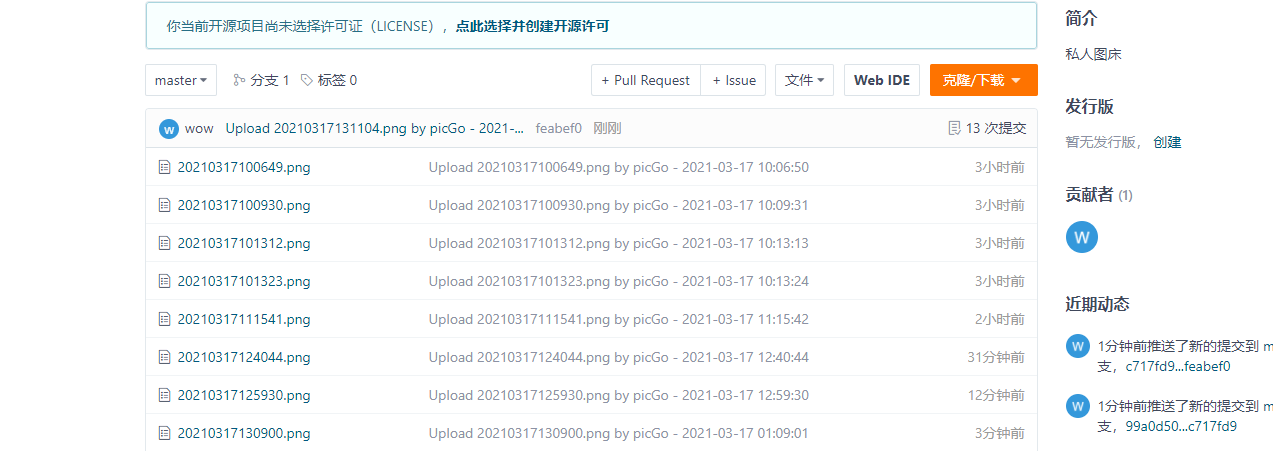 你当前开源项目尚未选择许可证（LICENSE），点此选择并创建开源许可
master 分支 1 标签 0 + Pull Request + Issue 文件 Web IDE 克隆/下载
w wow Upload 20210317131104.png by picGo - 2021-... feabef0 刚刚 13 次提交
20210317100649.png Upload 20210317100649.png by picGo - 2021-03-17 10:06:50 3小时前
20210317100930.png Upload 20210317100930.png by picGo - 2021-03-17 10:09:31 3小时前
20210317101312.png Upload 20210317101312.png by picGo - 2021-03-17 10:13:13 3小时前
20210317101323.png Upload 20210317101323.png by picGo - 2021-03-17 10:13:24 3小时前
20210317111541.png Upload 20210317111541.png by picGo - 2021-03-17 11:15:42 2小时前
20210317124044.png Upload 20210317124044.png by picGo - 2021-03-17 12:40:44 31分钟前
20210317125930.png Upload 20210317125930.png by picGo - 2021-03-17 12:59:30 12分钟前
20210317130900.png Upload 20210317130900.png by picGo - 2021-03-17 01:09:01 3分钟前
简介
私人图床
发行版
暂无发行版， 创建
贡献者 (1)
W
近期动态
W 1分钟前推送了新的提交到 m
支，c717fd9...feabef0
W 1分钟前推送了新的提交到 m
支，99a0d50...c717fd9